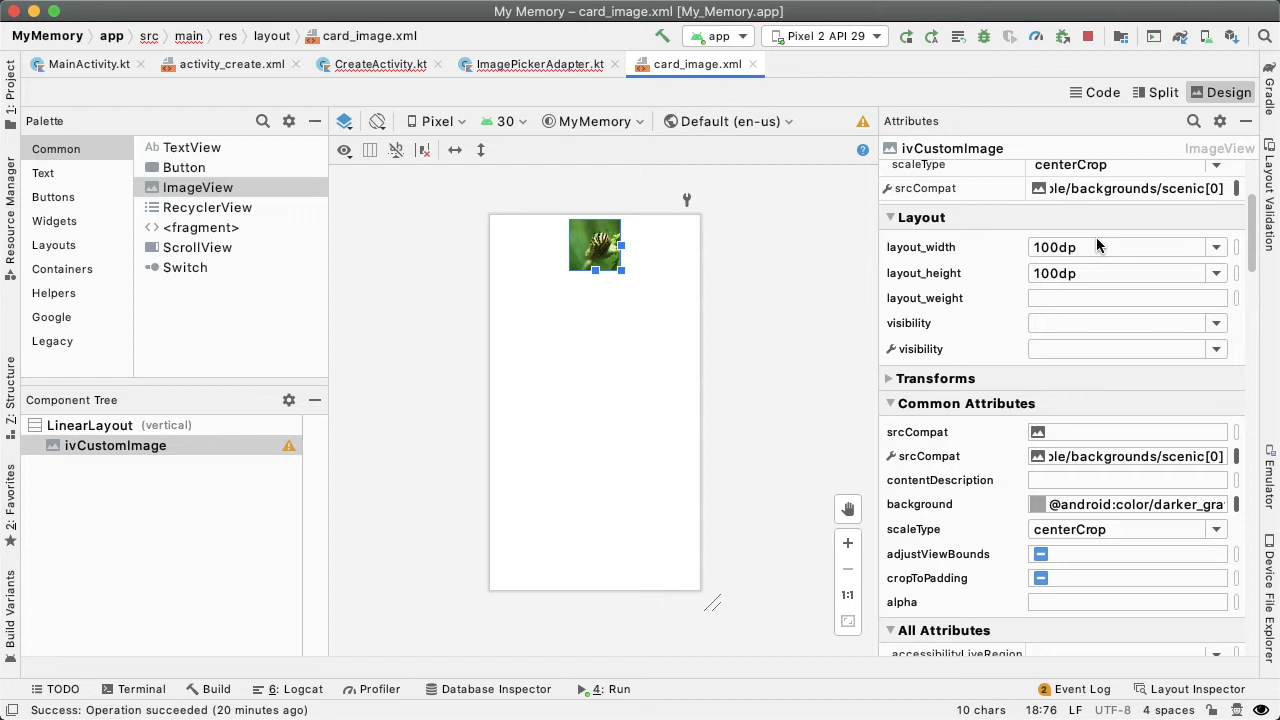 My Memory – card_image.xml [My_Memory.app]
MyMemory app src main res layout card_image.xml
app Pixel 2 API 29
MainActivity.kt activity_create.xml CreateActivity.kt ImagePickerAdapter.kt card_image.xml
Code Split Design
Palette
Common
Text
Buttons
Widgets
Layouts
Containers
Helpers
Google
Legacy
Ab TextView
Button
ImageView
RecyclerView
<fragment>
ScrollView
Switch
Component Tree
LinearLayout (vertical)
ivCustomImage
Pixel 30 MyMemory Default (en-us)
1:1
Attributes
ivCustomImage ImageView
scaleType centerCrop
srcCompat ple/backgrounds/scenic[0]
Layout
layout_width 100dp
layout_height 100dp
layout_weight
visibility
visibility
Transforms
Common Attributes
srcCompat
srcCompat ple/backgrounds/scenic[0]
contentDescription
background @android:color/darker_gra
scaleType centerCrop
adjustViewBounds
cropToPadding
alpha
All Attributes
accessibilityLiveRegion
1: Project
Resource Manager
Z: Structure
2: Favorites
Build Variants
Gradle
Layout Validation
Emulator
Device File Explorer
TODO Terminal Build 6: Logcat Profiler Database Inspector 4: Run 2 Event Log Layout Inspector
Success: Operation succeeded (20 minutes ago) 10 chars 18:76 LF UTF-8 4 spaces